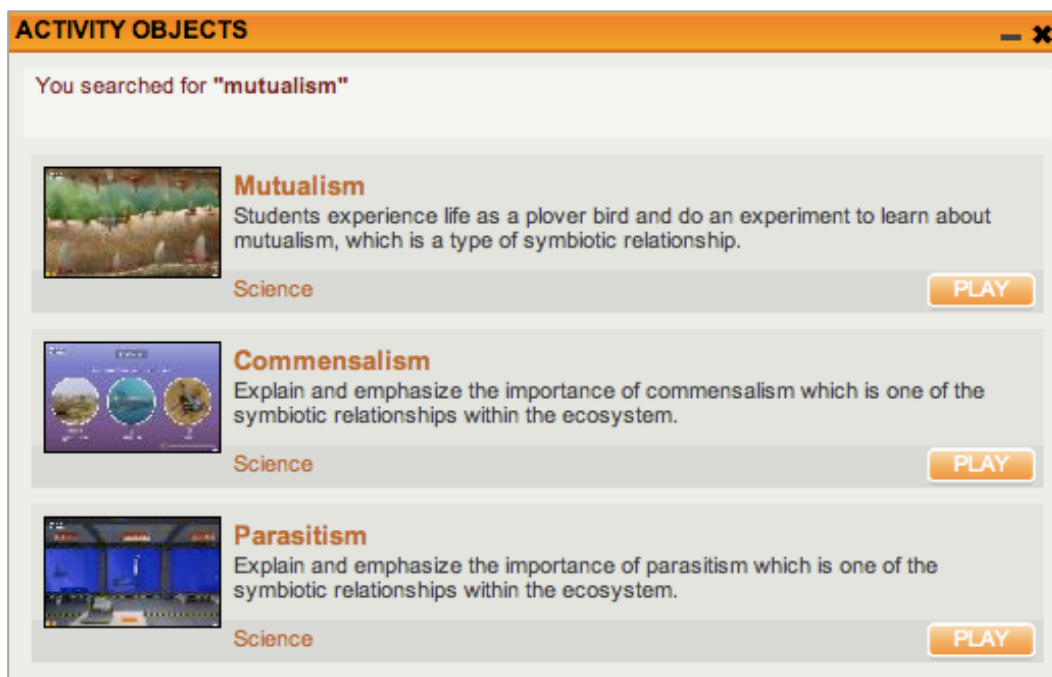 ACTIVITY OBJECTS
You searched for "mutualism"
Mutualism
Students experience life as a plover bird and do an experiment to learn about
mutualism, which is a type of symbiotic relationship.
Science
PLAY
Commensalism
Explain and emphasize the importance of commensalism which is one of the
symbiotic relationships within the ecosystem.
Science
PLAY
Parasitism
Explain and emphasize the importance of parasitism which is one of the
symbiotic relationships within the ecosystem.
Science
PLAY